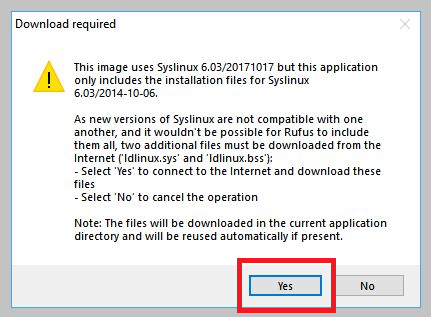 Download required
This image uses Syslinux 6.03/20171017 but this application
only includes the installation files for Syslinux
6.03/2014-10-06.
As new versions of Syslinux are not compatible with one
another, and it wouldn't be possible for Rufus to include
them all, two additional files must be downloaded from the
Internet ('ldlinux.sys' and 'ldlinux.bss'):
- Select 'Yes' to connect to the Internet and download these
files
- Select 'No' to cancel the operation
Note: The files will be downloaded in the current application
directory and will be reused automatically if present.
Yes
No